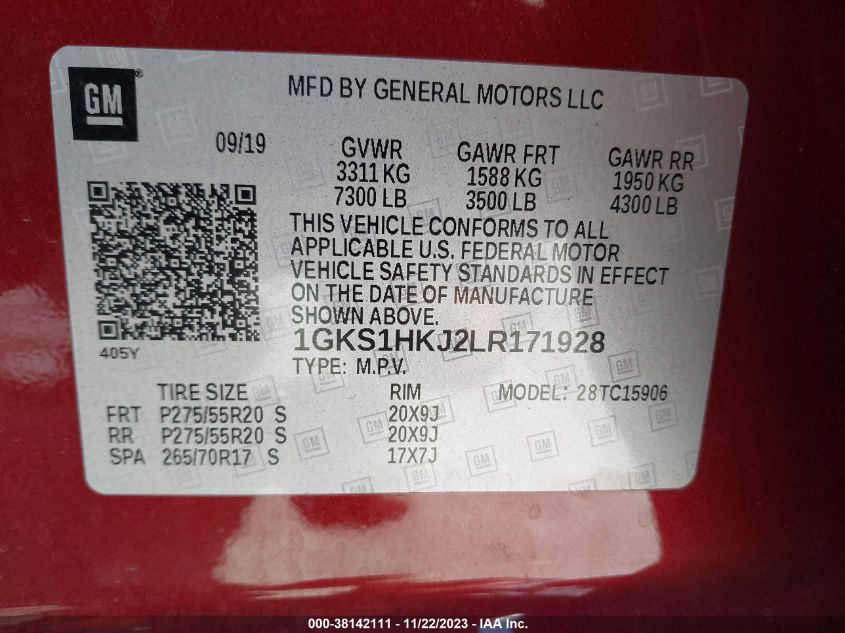 GM
MFD BY GENERAL MOTORS LLC
09/19 GVWR GAWR FRT GAWR RR
3311 KG 1588 KG 1950 KG
7300 LB 3500 LB 4300 LB
THIS VEHICLE CONFORMS TO ALL
APPLICABLE U.S. FEDERAL MOTOR
VEHICLE SAFETY STANDARDS IN EFFECT
ON THE DATE OF MANUFACTURE
SHOWN ABOVE.
405Y
1GKS1HKJ2LR171928
TYPE: M.P.V.
TIRE SIZE RIM MODEL: 28TC15906
FRT P275/55R20 S 20X9J
RR P275/55R20 S 20X9J
SPA 265/70R17 S 17X7J
000-38142111 - 11/22/2023 - IAA Inc.